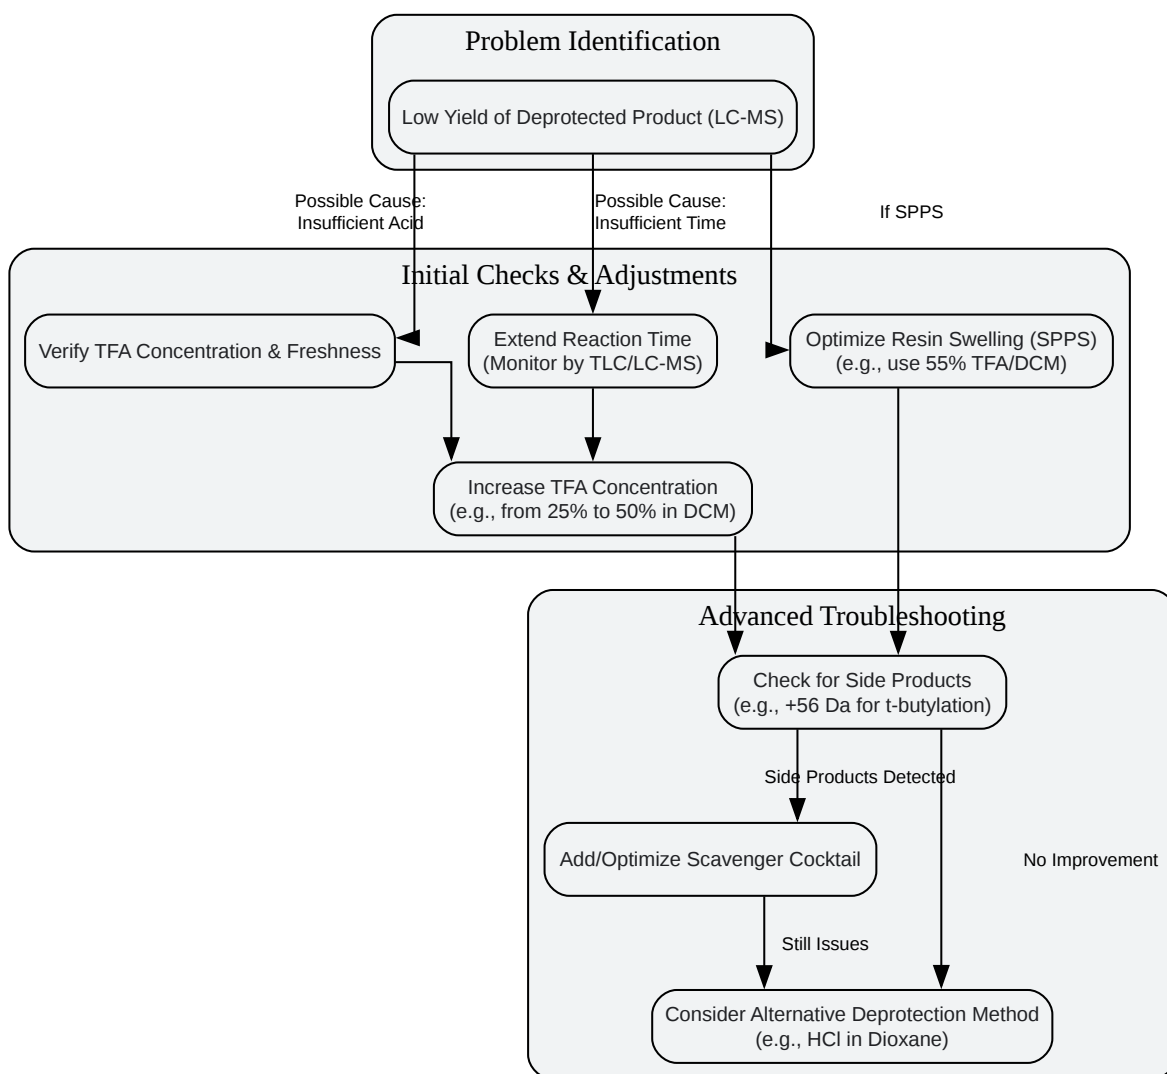 Problem Identification
Low Yield of Deprotected Product (LC-MS)
Possible Cause:
Insufficient Acid
Possible Cause:
Insufficient Time
If SPPS
Initial Checks & Adjustments
Verify TFA Concentration & Freshness
Extend Reaction Time
(Monitor by TLC/LC-MS)
Optimize Resin Swelling (SPPS)
(e.g., use 55% TFA/DCM)
Increase TFA Concentration
(e.g., from 25% to 50% in DCM)
Advanced Troubleshooting
Check for Side Products
(e.g., +56 Da for t-butylation)
Side Products Detected
Add/Optimize Scavenger Cocktail
No Improvement
Still Issues
Consider Alternative Deprotection Method
(e.g., HCl in Dioxane)